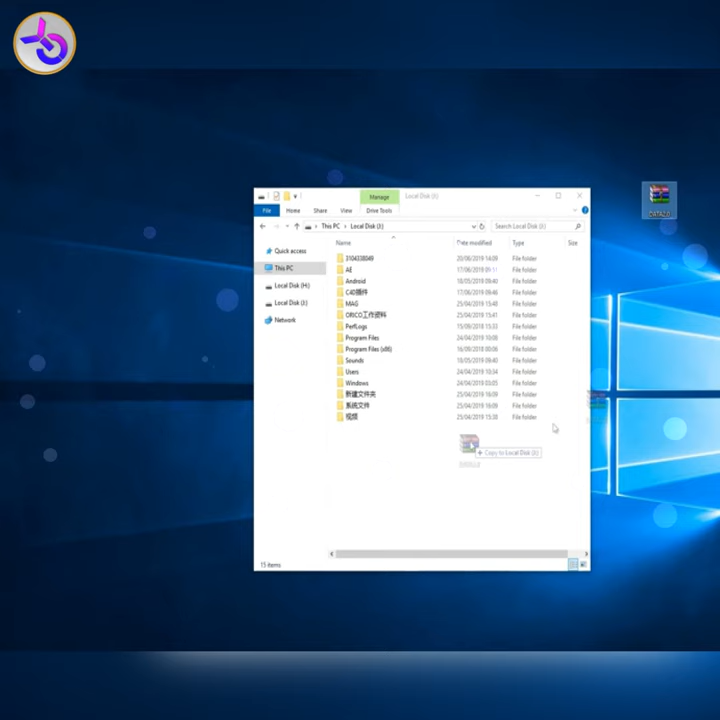 Manage Local Disk (I:)
File Home Share View Drive Tools
This PC > Local Disk (I:) Search Local Disk (I:)
Name Date modified Type Size
Quick access
This PC
Local Disk (H:)
Local Disk (I:)
Network
3104338049 20/06/2019 14:09 File folder
AE 17/06/2019 File folder
Android 18/05/2019 09:40 File folder
C4D插件 17/06/2019 09:46 File folder
MAG 25/04/2019 15:48 File folder
ORICO工作资料 25/04/2019 15:41 File folder
PerfLogs 15/09/2018 15:33 File folder
Program Files 24/04/2019 10:08 File folder
Program Files (x86) 16/09/2018 00:06 File folder
Sounds 18/05/2019 09:40 File folder
Users 24/04/2019 10:34 File folder
Windows 24/04/2019 03:05 File folder
新建文件夹 25/04/2019 16:09 File folder
系统文件 25/04/2019 16:09 File folder
视频 25/04/2019 15:38 File folder
+ Copy to Local Disk (I:)
15 items